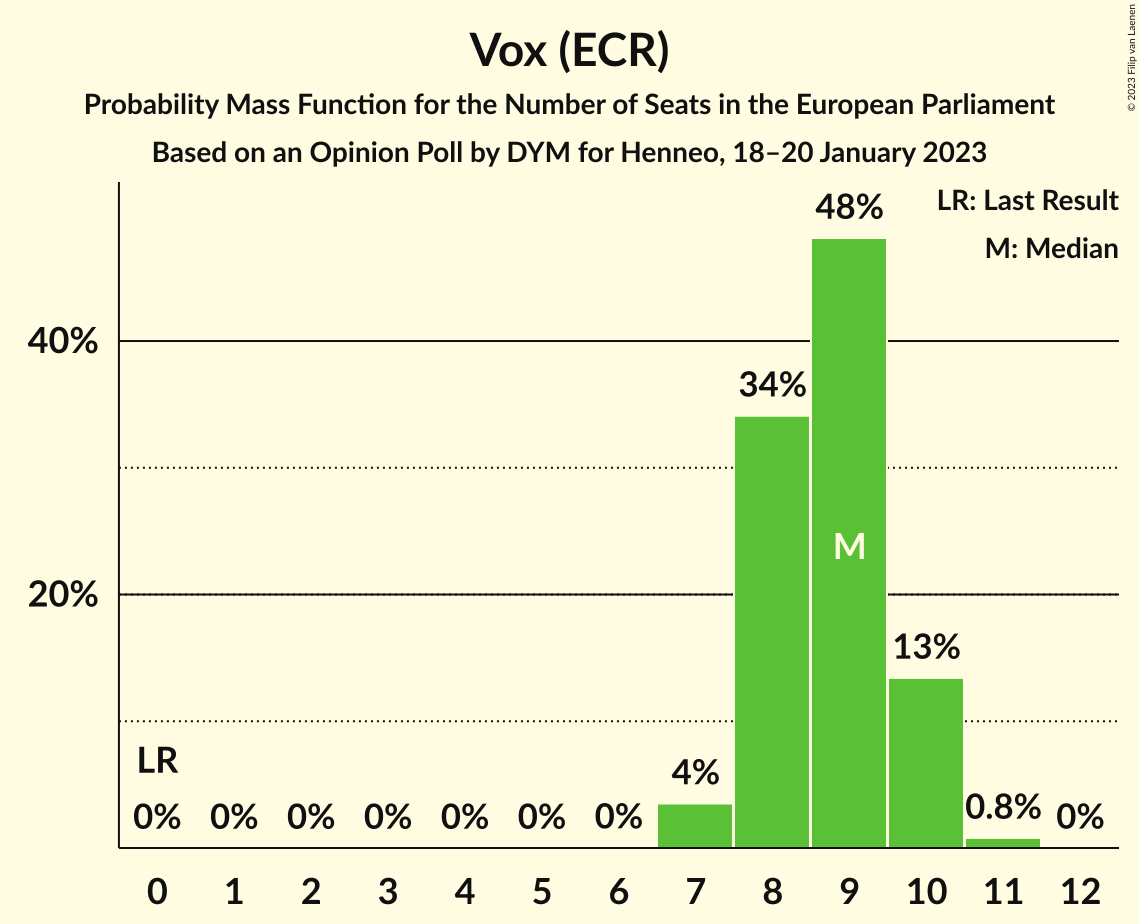 Vox (ECR)
Probability Mass Function for the Number of Seats in the European Parliament
Based on an Opinion Poll by DYM for Henneo, 18–20 January 2023
© 2023 Filip van Laenen
LR: Last Result
M: Median
48%
40%
34%
M
20%
13%
LR
4%
0% 0% 0% 0% 0% 0% 0% 0.8% 0%
0 1 2 3 4 5 6 7 8 9 10 11 12